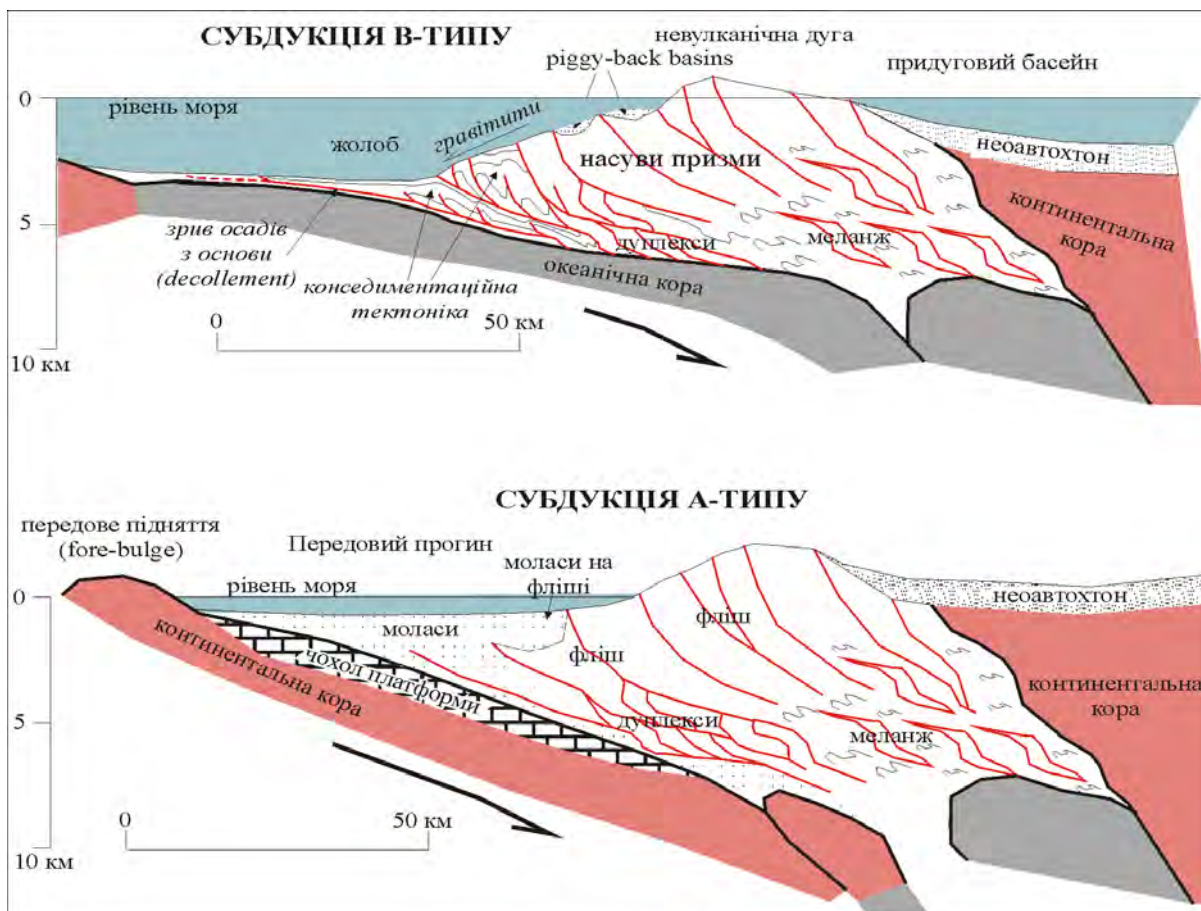 СУБДУКЦІЯ В-ТИПУ
невулканічна дуга
piggy-back basins
придуговий басейн
0
рівень моря
жолоб
гравітити
насуви призми
неоавтохтон
континентальна
кора
5
зрив осадів
з основи
(decollement)
дуплекси
меланж
океанічна кора
конседиментаційна
тектоніка
0
50 км
10 км
СУБДУКЦІЯ А-ТИПУ
передове підняття
(fore-bulge)
Передовий прогин
моласи на
фліші
рівень моря
0
неоавтохтон
моласи
фліш
фліш
чохол платформи
континентальна кора
континентальна
кора
дуплекси
меланж
5
0
50 км
10 км